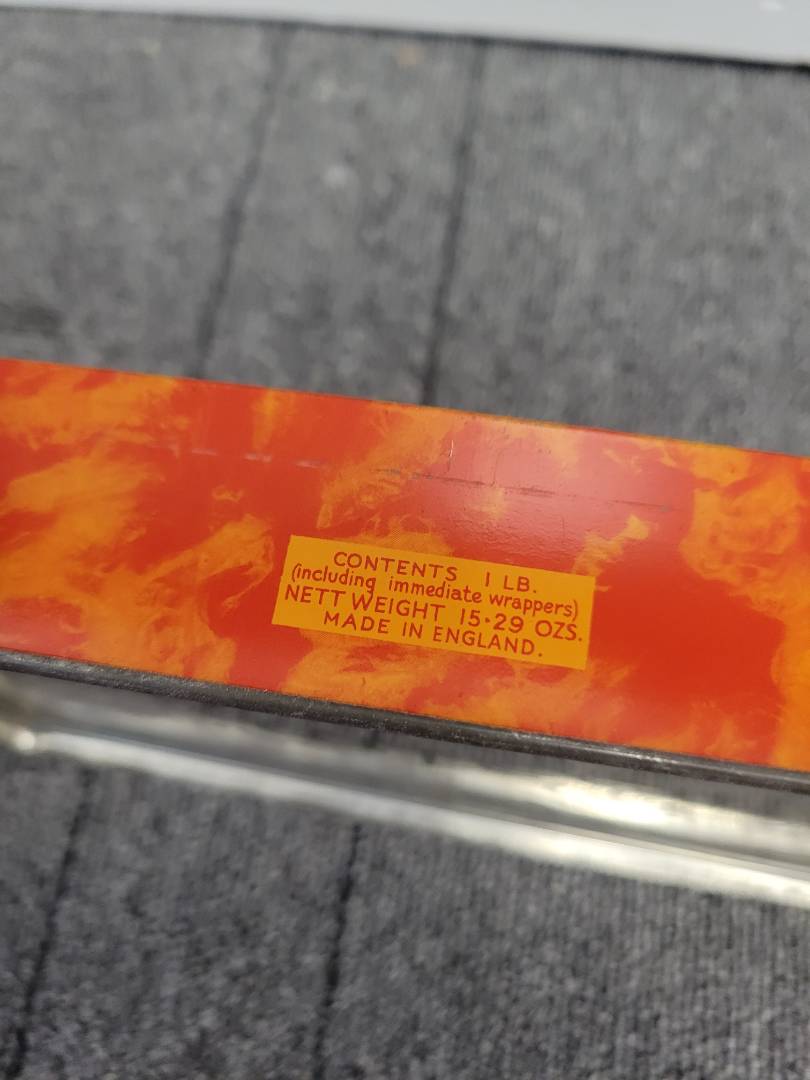 CONTENTS 1 LB.
(including immediate wrappers)
NETT WEIGHT 15·29 OZS.
MADE IN ENGLAND.